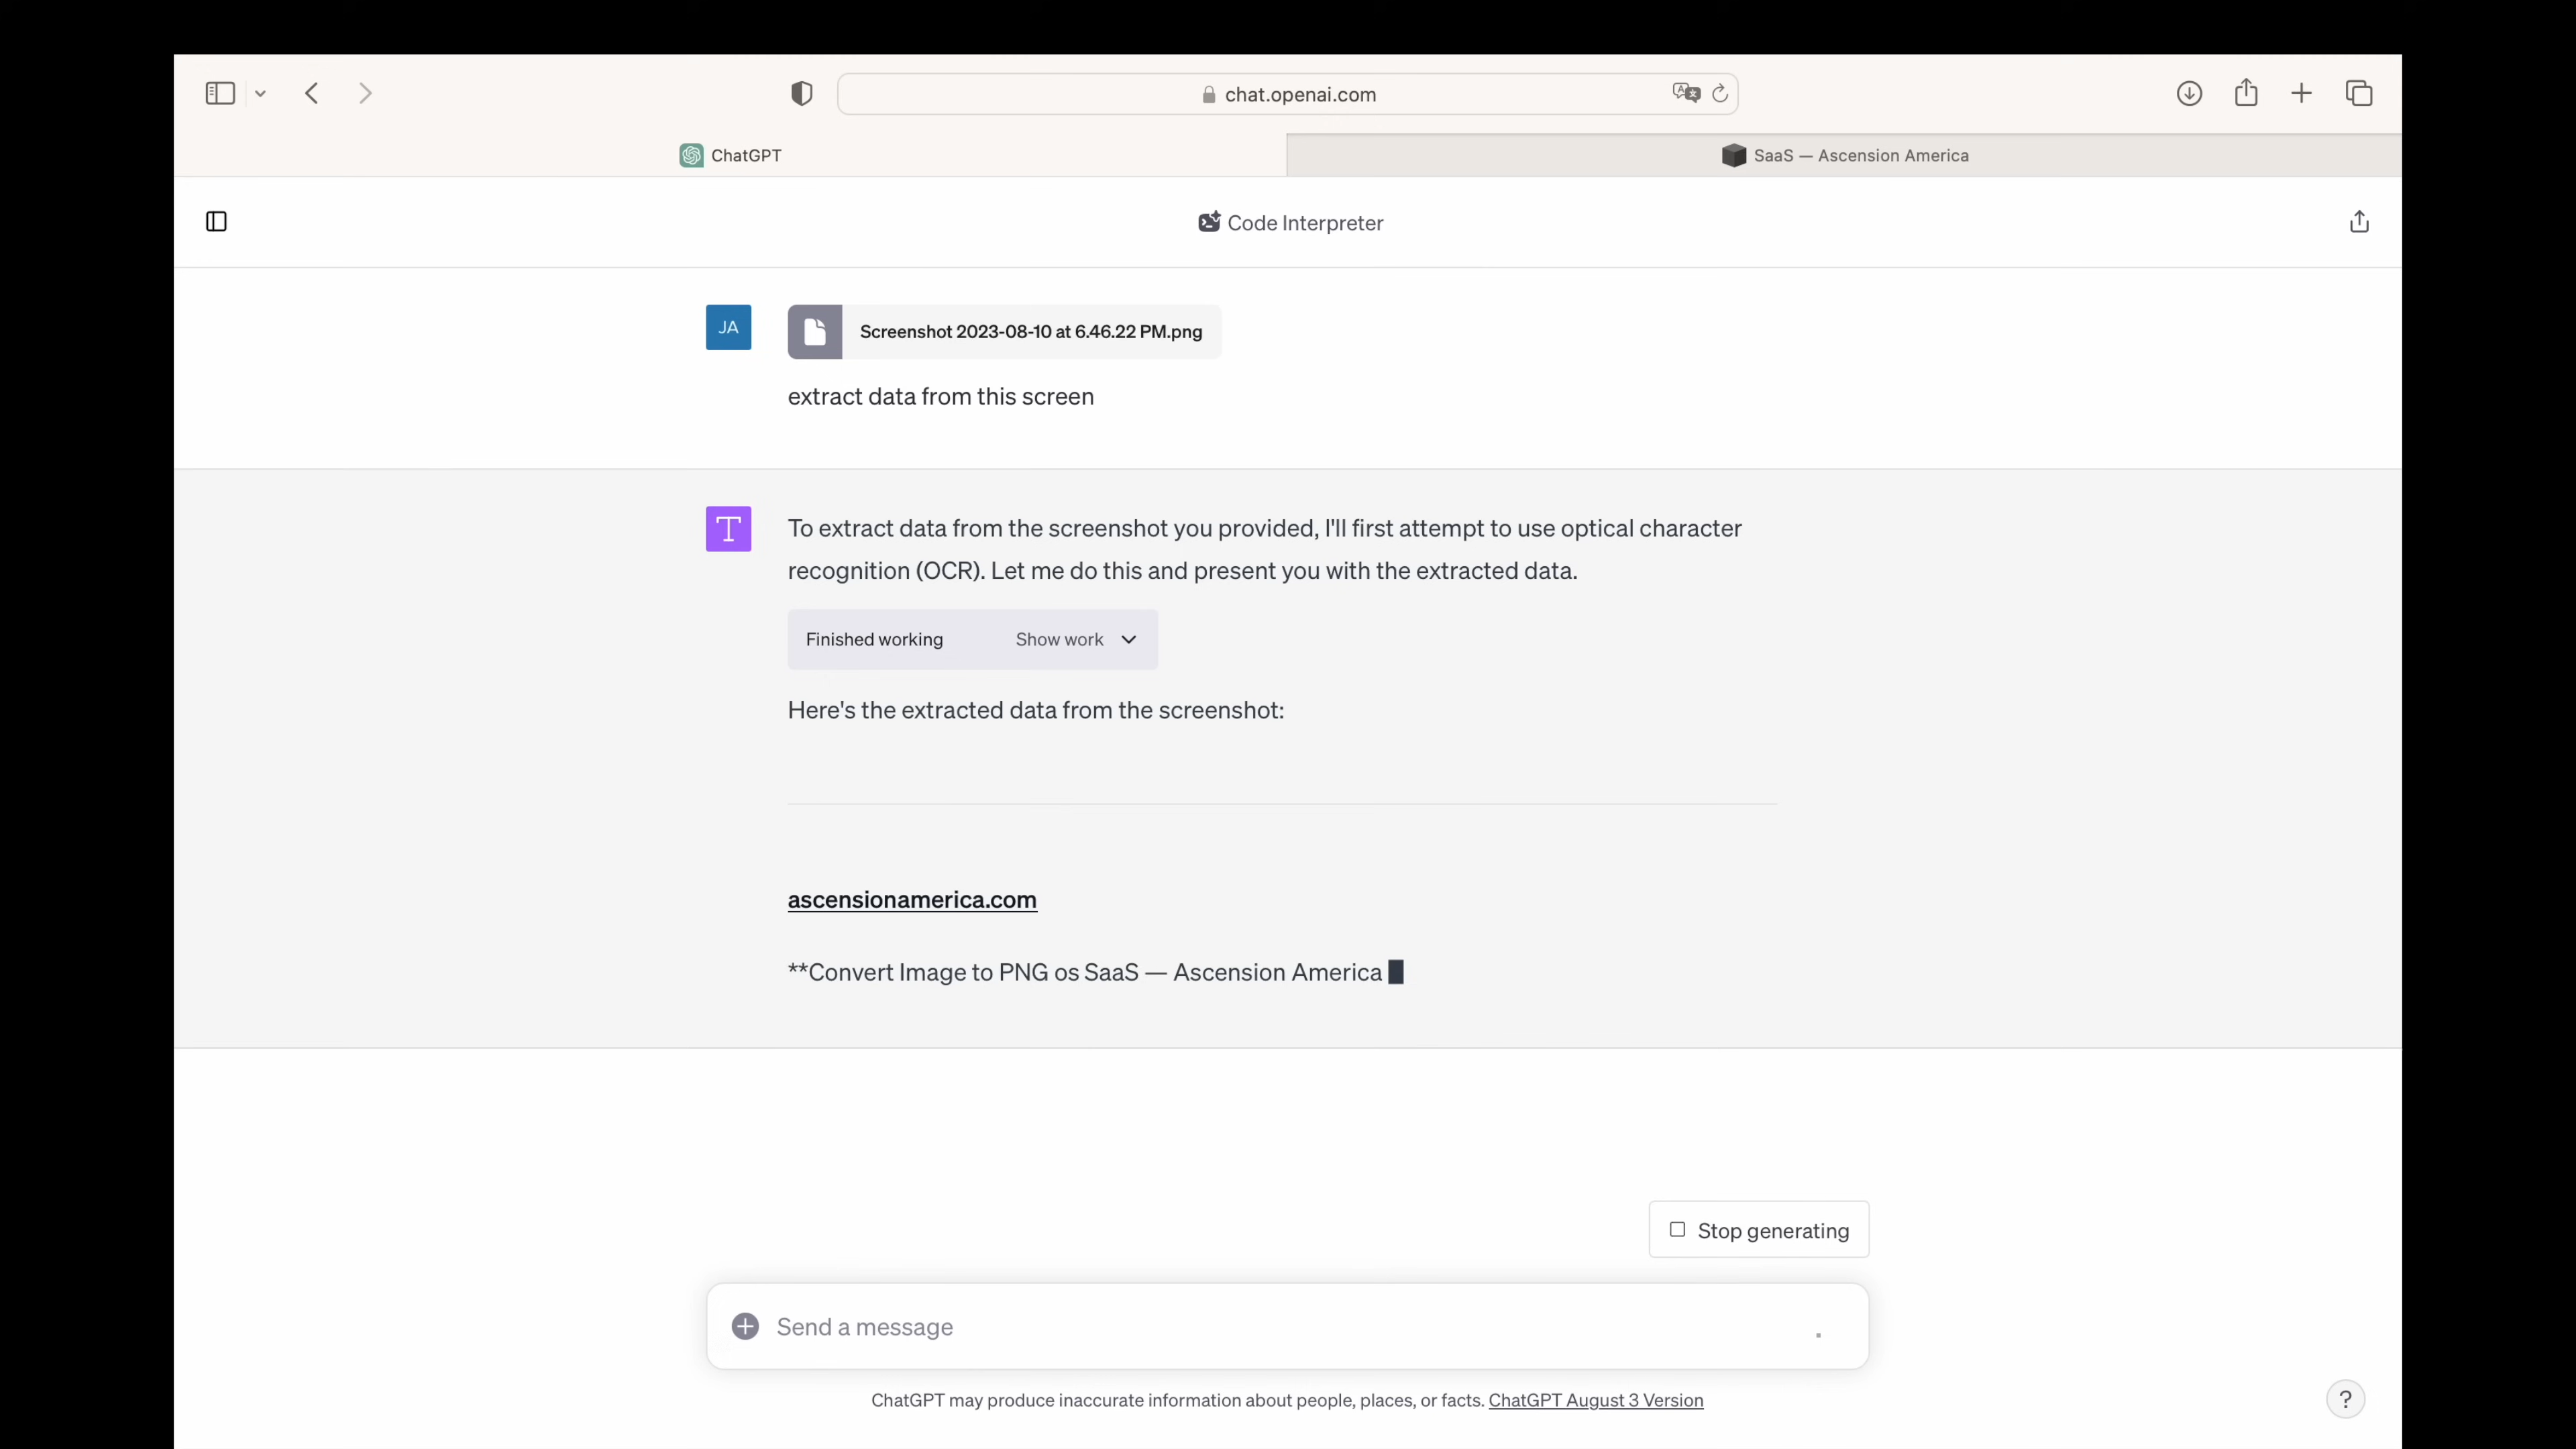 chat.openai.com
ChatGPT
SaaS — Ascension America
Code Interpreter
JA
Screenshot 2023-08-10 at 6.46.22 PM.png
extract data from this screen
T
To extract data from the screenshot you provided, I'll first attempt to use optical character
recognition (OCR). Let me do this and present you with the extracted data.
Finished working Show work
Here's the extracted data from the screenshot:
ascensionamerica.com
**Convert Image to PNG os SaaS — Ascension America
Stop generating
Send a message
ChatGPT may produce inaccurate information about people, places, or facts. ChatGPT August 3 Version
?